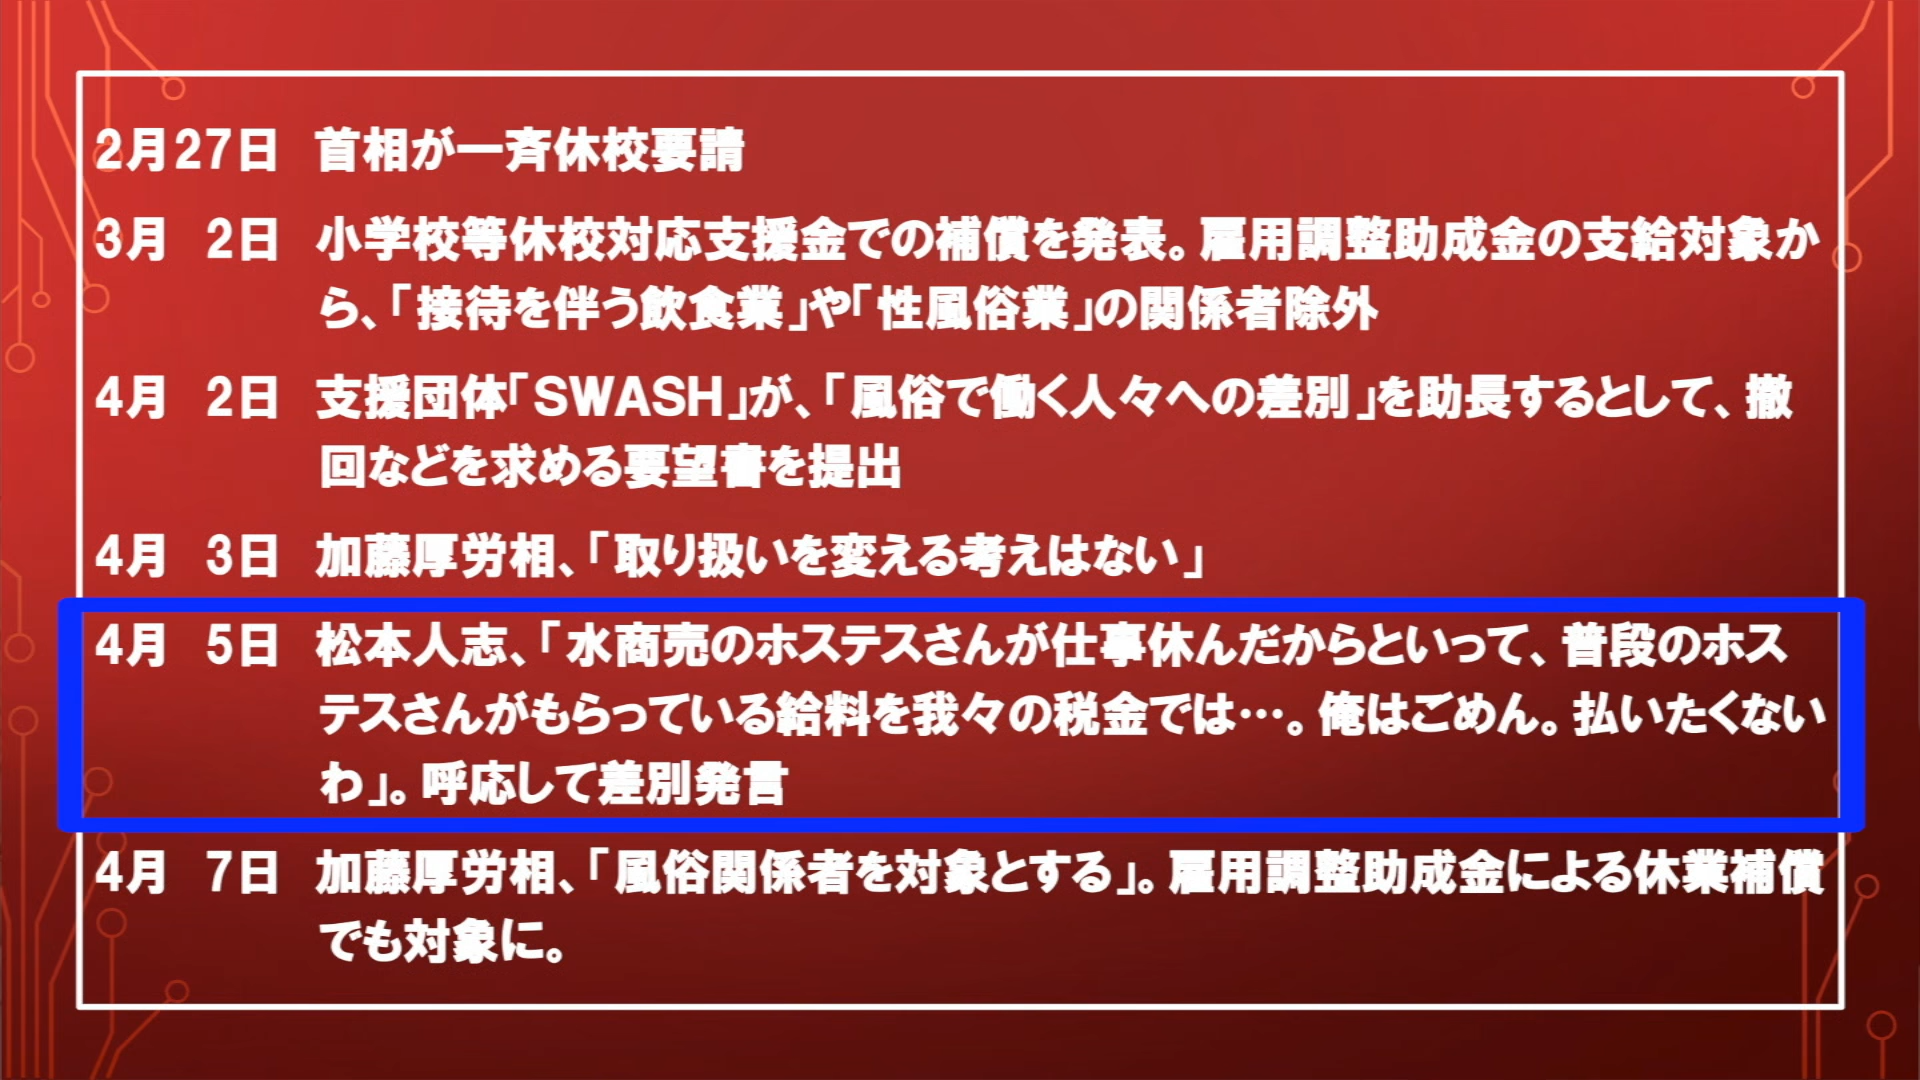 2月27日　首相が一斉休校要請
3月　2日　小学校等休校対応支援金での補償を発表。雇用調整助成金の支給対象か
ら、「接待を伴う飲食業」や「性風俗業」の関係者除外
4月　2日　支援団体「SWASH」が、「風俗で働く人々への差別」を助長するとして、撤
回などを求める要望書を提出
4月　3日　加藤厚労相、「取り扱いを変える考えはない」
4月　5日　松本人志、「水商売のホステスさんが仕事休んだからといって、普段のホス
テスさんがもらっている給料を我々の税金では…。俺はごめん。払いたくない
わ」。呼応して差別発言
4月　7日　加藤厚労相、「風俗関係者を対象とする」。雇用調整助成金による休業補償
でも対象に。